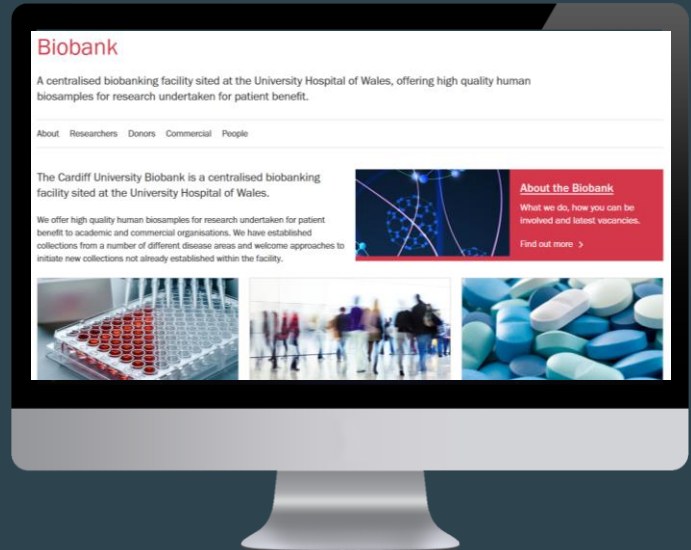 Biobank
A centralised biobanking facility sited at the University Hospital of Wales, offering high quality human
biosamples for research undertaken for patient benefit.
About Researchers Donors Commercial People
The Cardiff University Biobank is a centralised biobanking
facility sited at the University Hospital of Wales.
We offer high quality human biosamples for research undertaken for patient
benefit to academic and commercial organisations. We have established
collections from a number of different disease areas and welcome approaches to
initiate new collections not already established within the facility.
About the Biobank
What we do, how you can be
involved and latest vacancies.
Find out more >